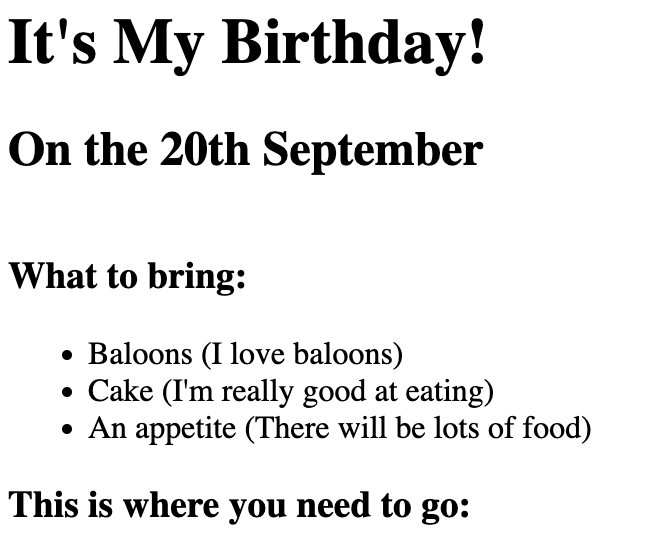 It's My Birthday!
On the 20th September
What to bring:
Baloons (I love baloons)
Cake (I'm really good at eating)
An appetite (There will be lots of food)
This is where you need to go: